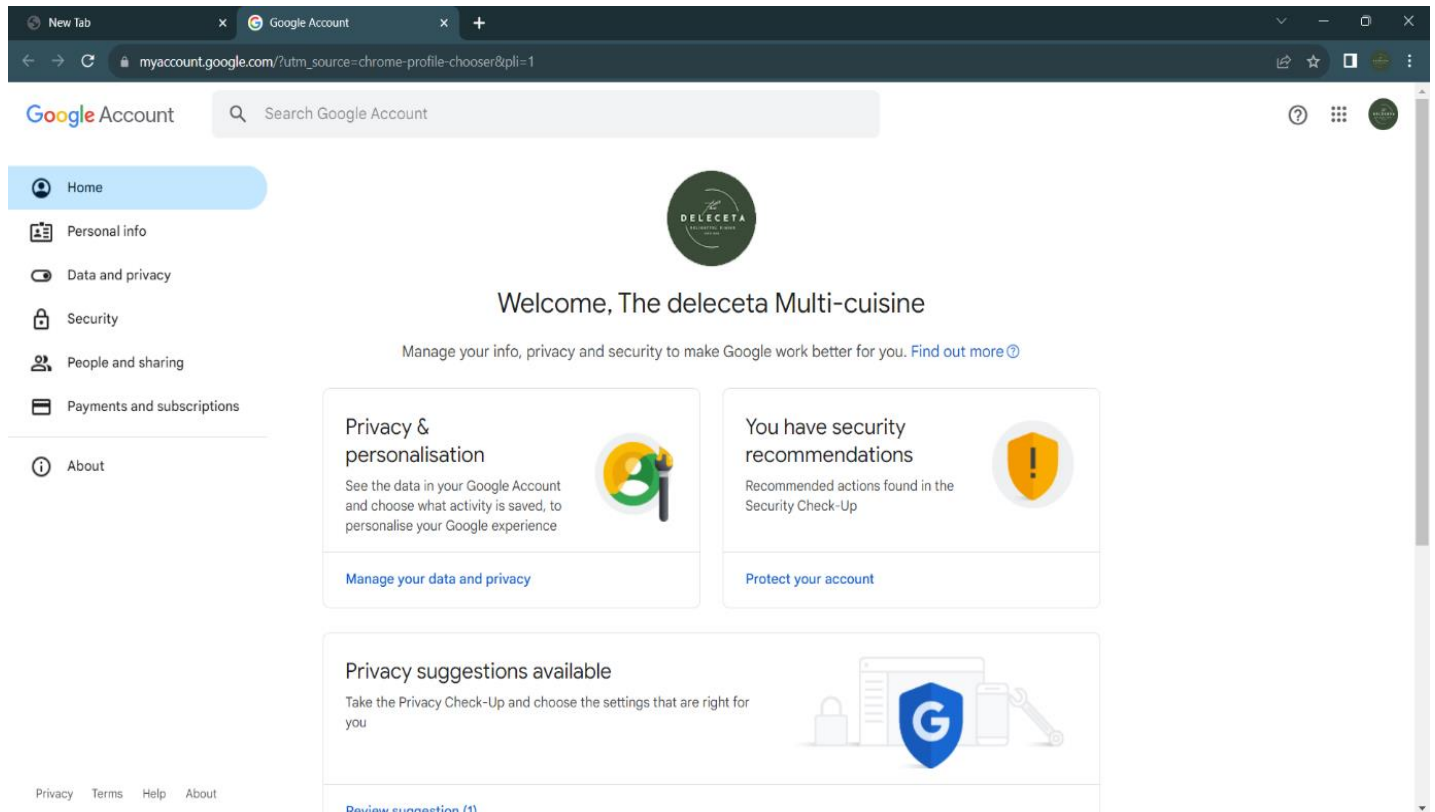 New Tab
Google Account
myaccount.google.com/?utm_source=chrome-profile-chooser&pli=1
Google Account
Search Google Account
Home
Personal info
Data and privacy
Security
People and sharing
Payments and subscriptions
About
The
DELECETA
Welcome, The deleceta Multi-cuisine
Manage your info, privacy and security to make Google work better for you. Find out more
Privacy &
personalisation
See the data in your Google Account
and choose what activity is saved, to
personalise your Google experience
Manage your data and privacy
You have security
recommendations
Recommended actions found in the
Security Check-Up
Protect your account
Privacy suggestions available
Take the Privacy Check-Up and choose the settings that are right for
you
G
Review suggestion (1)
Privacy Terms Help About